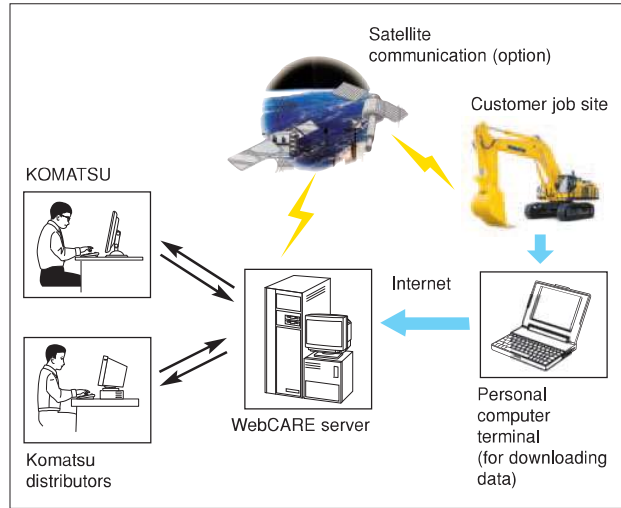 Satellite
communication (option)
Customer job site
KOMATSU
Internet
WebCARE server
Personal
computer
terminal
(for downloading
data)
Komatsu
distributors